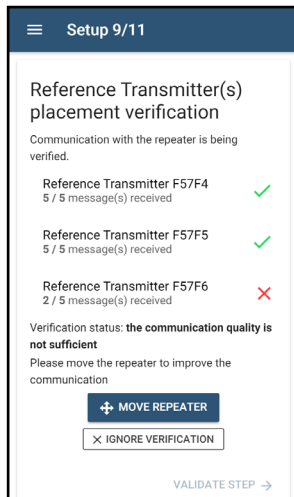 Setup 9/11
Reference Transmitter(s)
placement verification
Communication with the repeater is being
verified.
Reference Transmitter F57F4
5 / 5 message(s) received
Reference Transmitter F57F5
5 / 5 message(s) received
Reference Transmitter F57F6
2 / 5 message(s) received
Verification status: the communication quality is
not sufficient
Please move the repeater to improve the
communication
MOVE REPEATER
IGNORE VERIFICATION
VALIDATE STEP